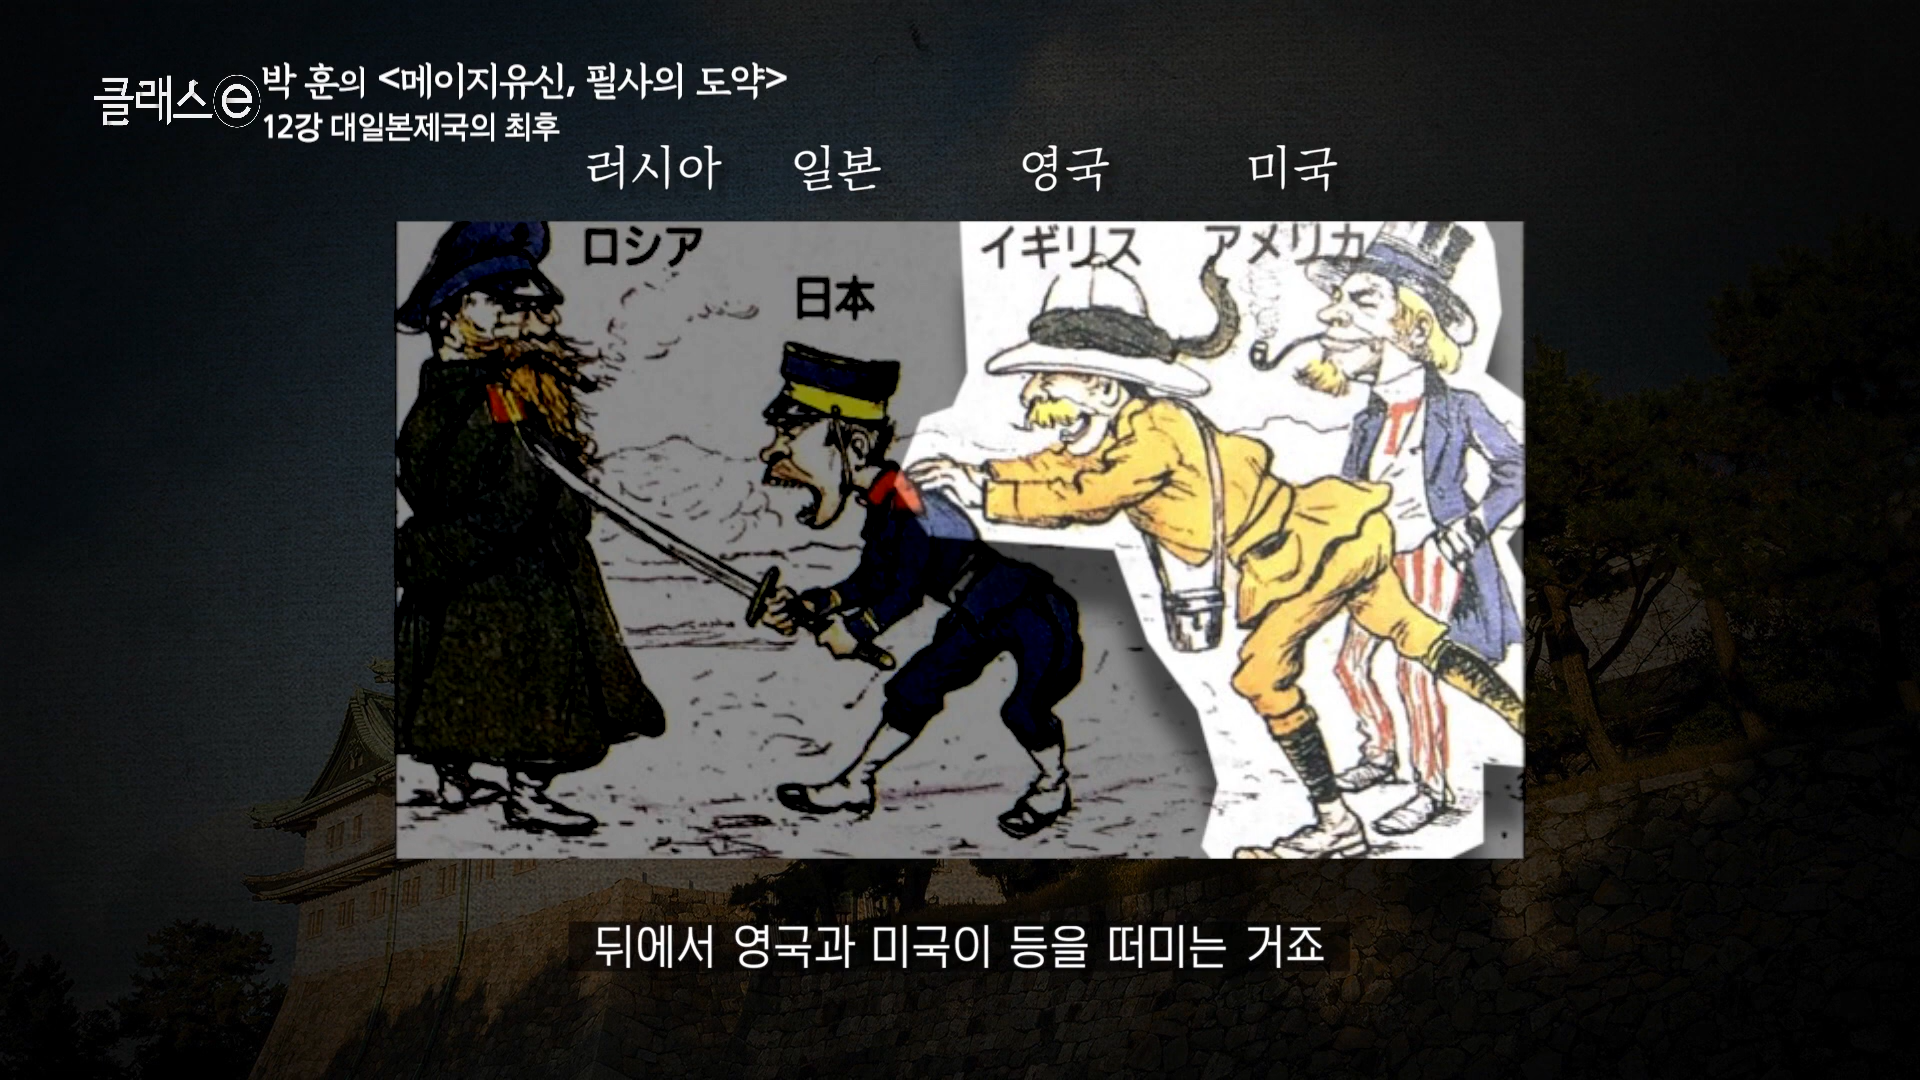 클래스ⓔ
박 훈의 <메이지유신, 필사의 도약>
12강 대일본제국의 최후
러시아 일본 영국 미국
ロシア
日本
イギリス
アメリカ
뒤에서 영국과 미국이 등을 떠미는 거죠